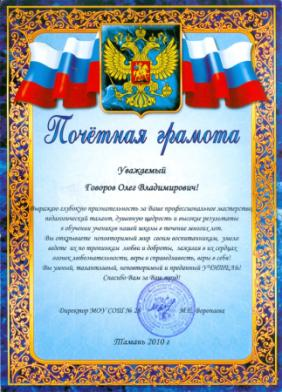 Почётная грамота
Уважаемый
Говоров Олег Владимирович!
Выражаю глубокую признательность за Ваше профессиональное мастерство,
педагогический талант, душевную щедрость и высокие результаты
в обучении учеников нашей школы в течение многих лет.
Вы открываете неповторимый мир своим воспитанникам, умело
ведете их по тропинкам любви и доброты, зажигая в их сердцах
огонек любознательности, веры в справедливость, веры в себя!
Вы умный, талантливый, неповторимый и преданный УЧИТЕЛЬ!
Спасибо Вам за Ваш труд!
Директор МОУ СОШ № 28 М.Е. Воропаева
Тамань 2010 г